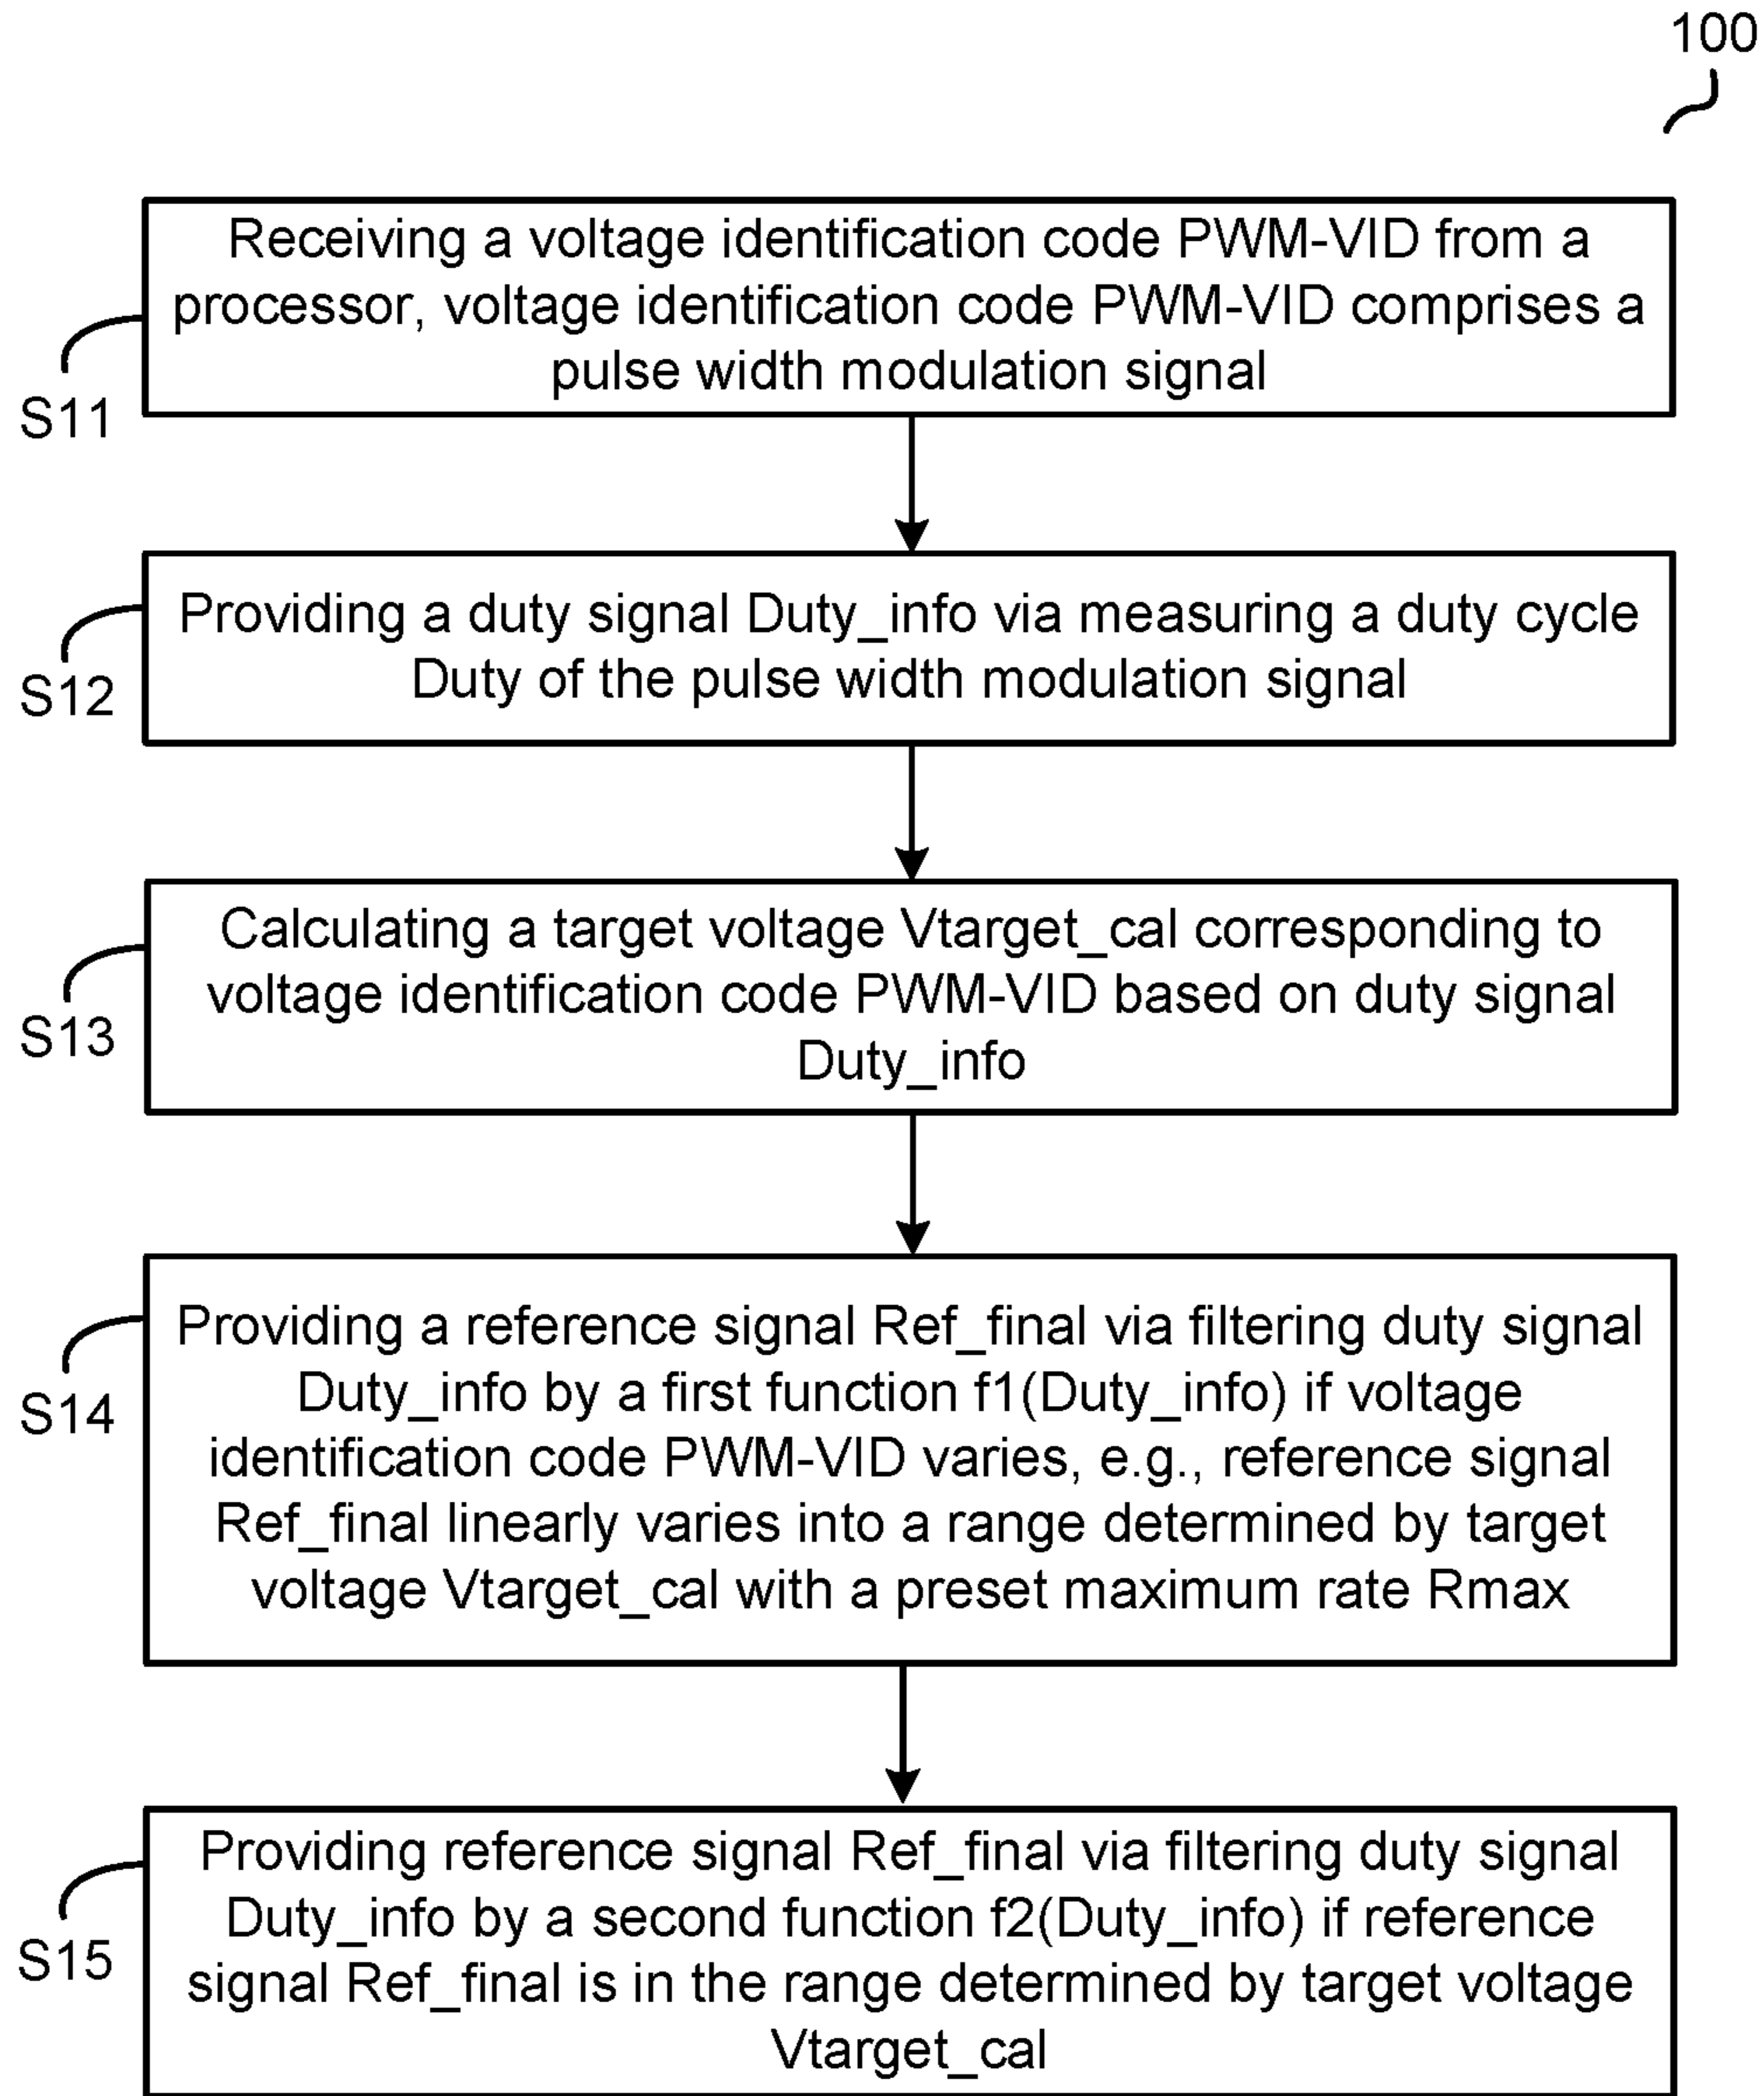 100
Receiving a voltage identification code PWM-VID from a
processor, voltage identification code PWM-VID comprises a
pulse width modulation signal
S11
Providing a duty signal Duty_info via measuring a duty cycle
Duty of the pulse width modulation signal
S12
Calculating a target voltage Vtarget_cal corresponding to
voltage identification code PWM-VID based on duty signal
Duty_info
S13
Providing a reference signal Ref_final via filtering duty signal
Duty_info by a first function f1(Duty_info) if voltage
identification code PWM-VID varies, e.g., reference signal
Ref_final linearly varies into a range determined by target
voltage Vtarget_cal with a preset maximum rate Rmax
S14
Providing reference signal Ref_final via filtering duty signal
Duty_info by a second function f2(Duty_info) if reference
signal Ref_final is in the range determined by target voltage
Vtarget_cal
S15